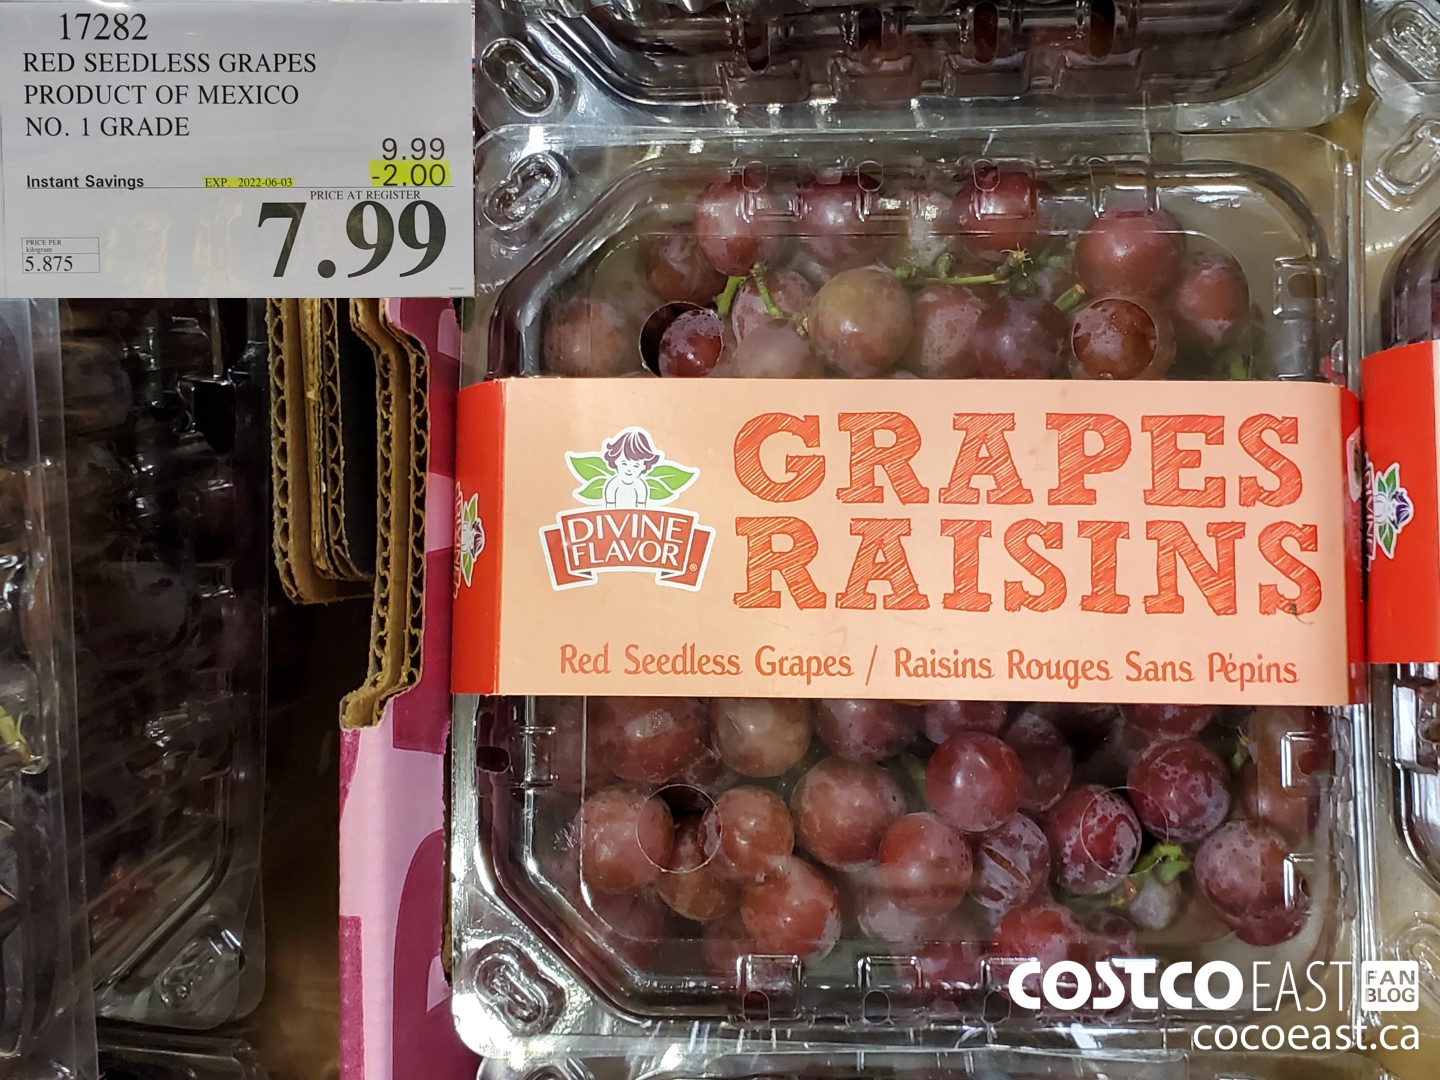 17282
RED SEEDLESS GRAPES
PRODUCT OF MEXICO
NO. 1 GRADE
9.99
Instant Savings EXP. 2022-06-03 -2.00
PRICE AT REGISTER
7.99
PRICE PER
kilogram
5.875
GRAPES
RAISINS
DIVINE
FLAVOR®
Red Seedless Grapes / Raisins Rouges Sans Pépins
COSTCO EAST FAN BLOG
cocoeast.ca